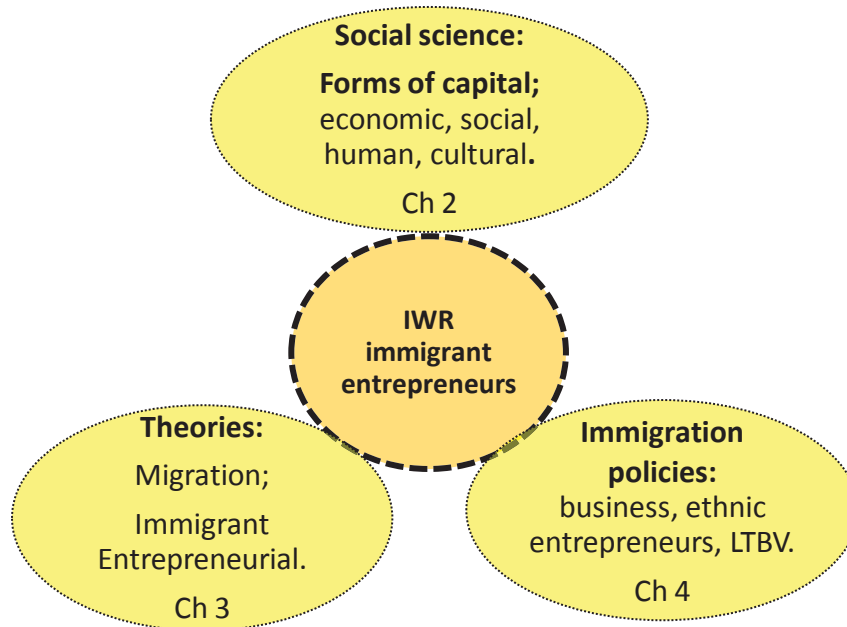 Social science:
Forms of capital;
economic, social,
human, cultural.
Ch 2
IWR
immigrant
entrepreneurs
Theories:
Migration;
Immigrant
Entrepreneurial.
Ch 3
Immigration
policies:
business, ethnic
entrepreneurs, LTBV.
Ch 4